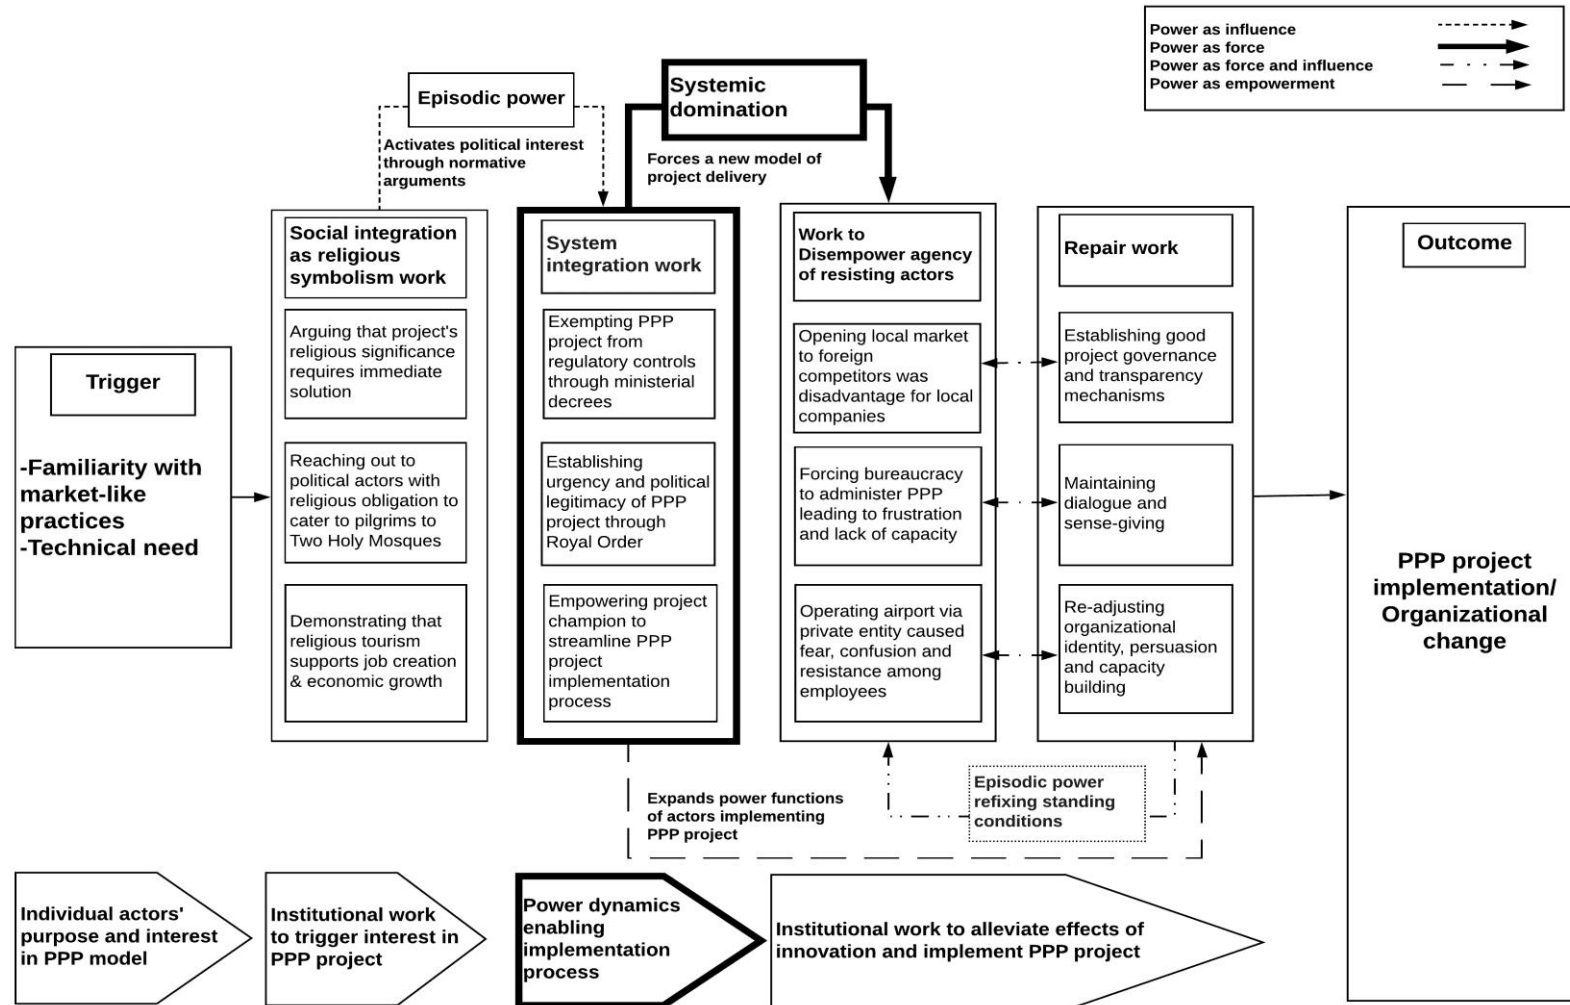 Power as influence
Power as force
Power as force and influence
Power as empowerment
Episodic power
Activates political interest
through normative
arguments
Systemic
domination
Forces a new model of
project delivery
Trigger
-Familiarity with
market-like
practices
-Technical need
Social integration
as religious
symbolism work
Arguing that project's
religious significance
requires immediate
solution
Reaching out to
political actors with
religious obligation to
cater to pilgrims to
Two Holy Mosques
Demonstrating that
religious tourism
supports job creation
& economic growth
System
integration work
Exempting PPP
project from
regulatory controls
through ministerial
decrees
Establishing
urgency and political
legitimacy of PPP
project through
Royal Order
Empowering project
champion to
streamline PPP
project
implementation
process
Work to
Disempower agency
of resisting actors
Opening local market
to foreign
competitors was
disadvantage for local
companies
Forcing bureaucracy
to administer PPP
leading to frustration
and lack of capacity
Operating airport via
private entity caused
fear, confusion and
resistance among
employees
Repair work
Establishing good
project governance
and transparency
mechanisms
Maintaining
dialogue and
sense-giving
Re-adjusting
organizational
identity, persuasion
and capacity
building
Outcome
PPP project
implementation/
Organizational
change
Expands power functions
of actors implementing
PPP project
Episodic power
refixing standing
conditions
Individual actors'
purpose and interest
in PPP model
Institutional work
to trigger interest in
PPP project
Power dynamics
enabling
implementation
process
Institutional work to alleviate effects of
innovation and implement PPP project